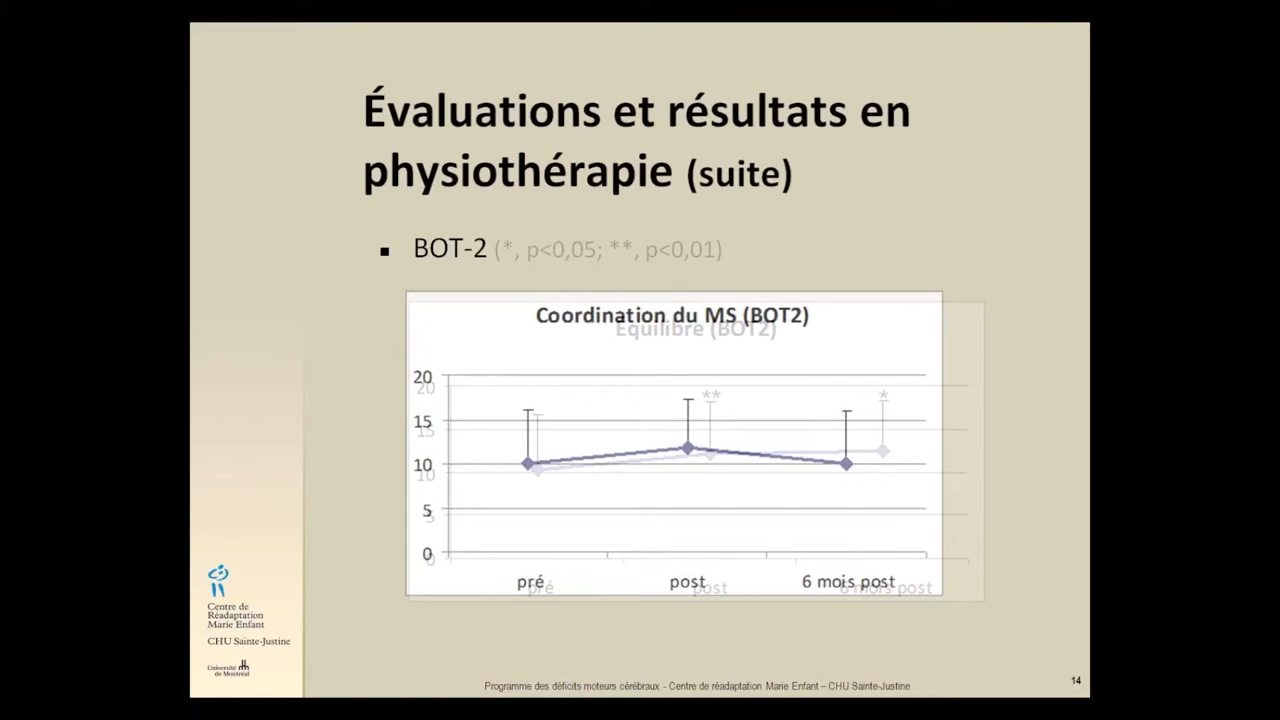 Évaluations et résultats en
physiothérapie (suite)
▪ BOT-2 (*, p<0,05; **, p<0,01)
Coordination du MS (BOT2)
Équilibre (BOT2)
20
20
** *
15
15
10
10
5
5
0
0
pré post 6 mois post
pré post 6 mois post
Centre de
Réadaptation
Marie Enfant
CHU Sainte-Justine
Université
de Montréal
Programme des déficits moteurs cérébraux - Centre de réadaptation Marie Enfant – CHU Sainte-Justine
14